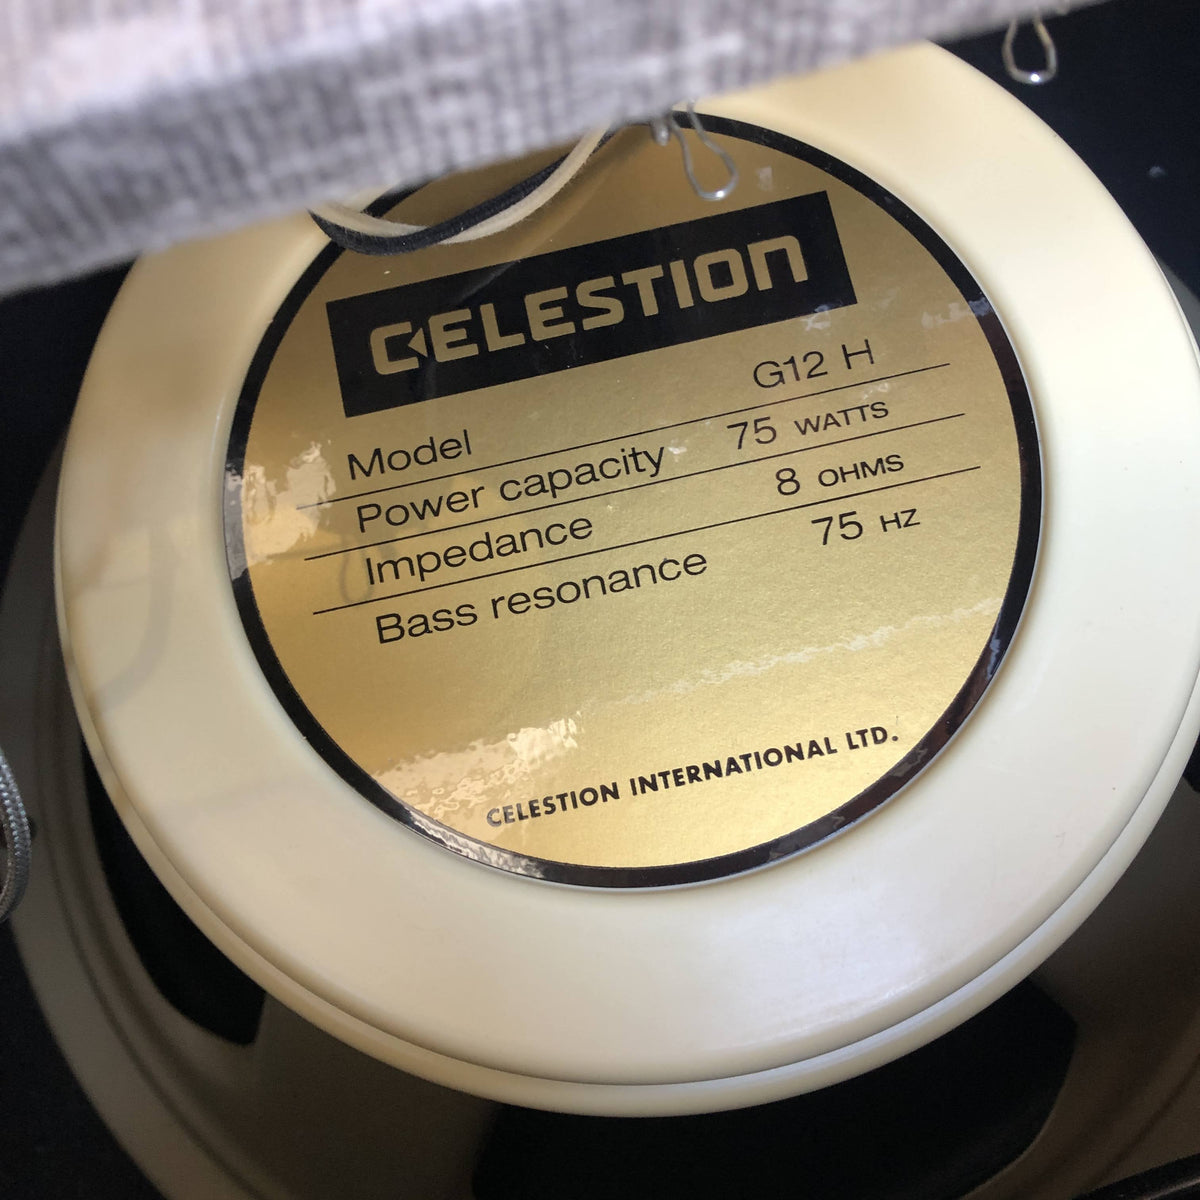 CELESTION
Model G12 H
Power capacity 75 WATTS
Impedance 8 OHMS
Bass resonance 75 HZ
CELESTION INTERNATIONAL LTD.